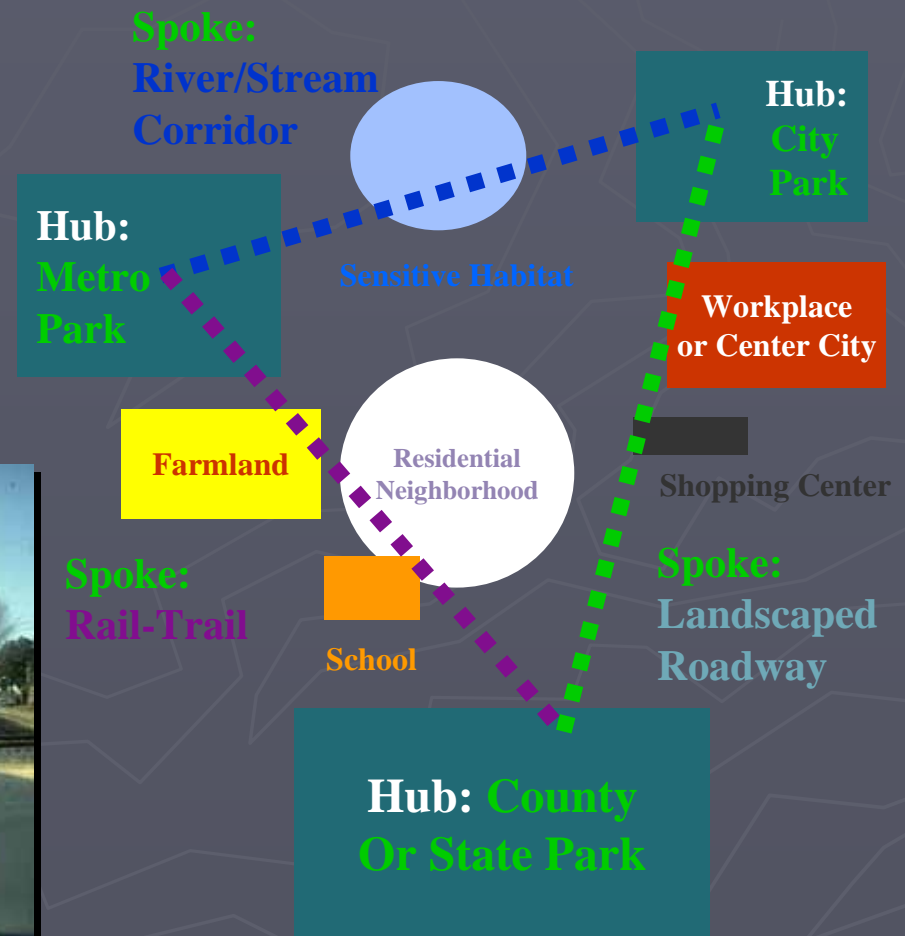 Spoke:
River/Stream
Corridor
Hub:
City
Park
Hub:
Metro
Park
Sensitive Habitat
Workplace
or Center City
Farmland
Residential
Neighborhood
Shopping Center
Spoke:
Rail-Trail
School
Spoke:
Landscaped
Roadway
Hub: County
Or State Park